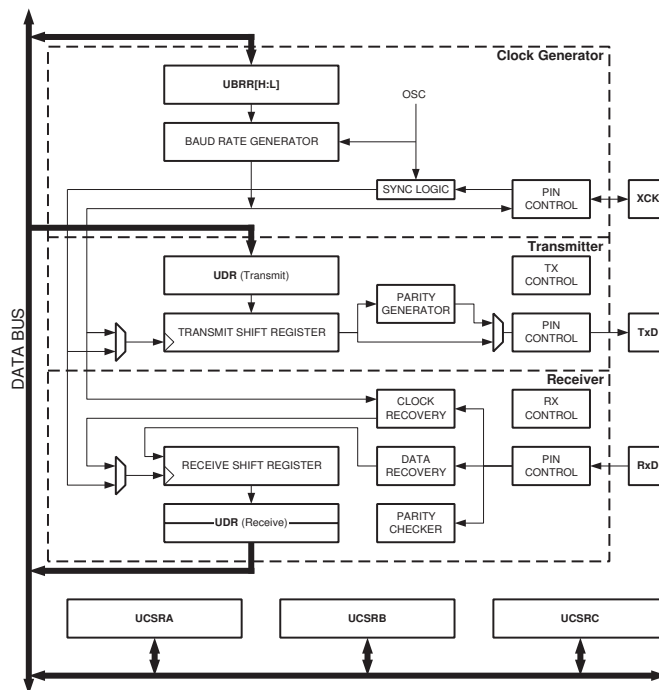 Clock Generator
UBRR[H:L]
OSC
BAUD RATE GENERATOR
SYNC LOGIC
PIN
CONTROL
XCK
Transmitter
UDR (Transmit)
TX
CONTROL
PARITY
GENERATOR
TRANSMIT SHIFT REGISTER
PIN
CONTROL
TxD
DATA BUS
Receiver
CLOCK
RECOVERY
RX
CONTROL
RECEIVE SHIFT REGISTER
DATA
RECOVERY
PIN
CONTROL
RxD
UDR (Receive)
PARITY
CHECKER
UCSRA
UCSRB
UCSRC